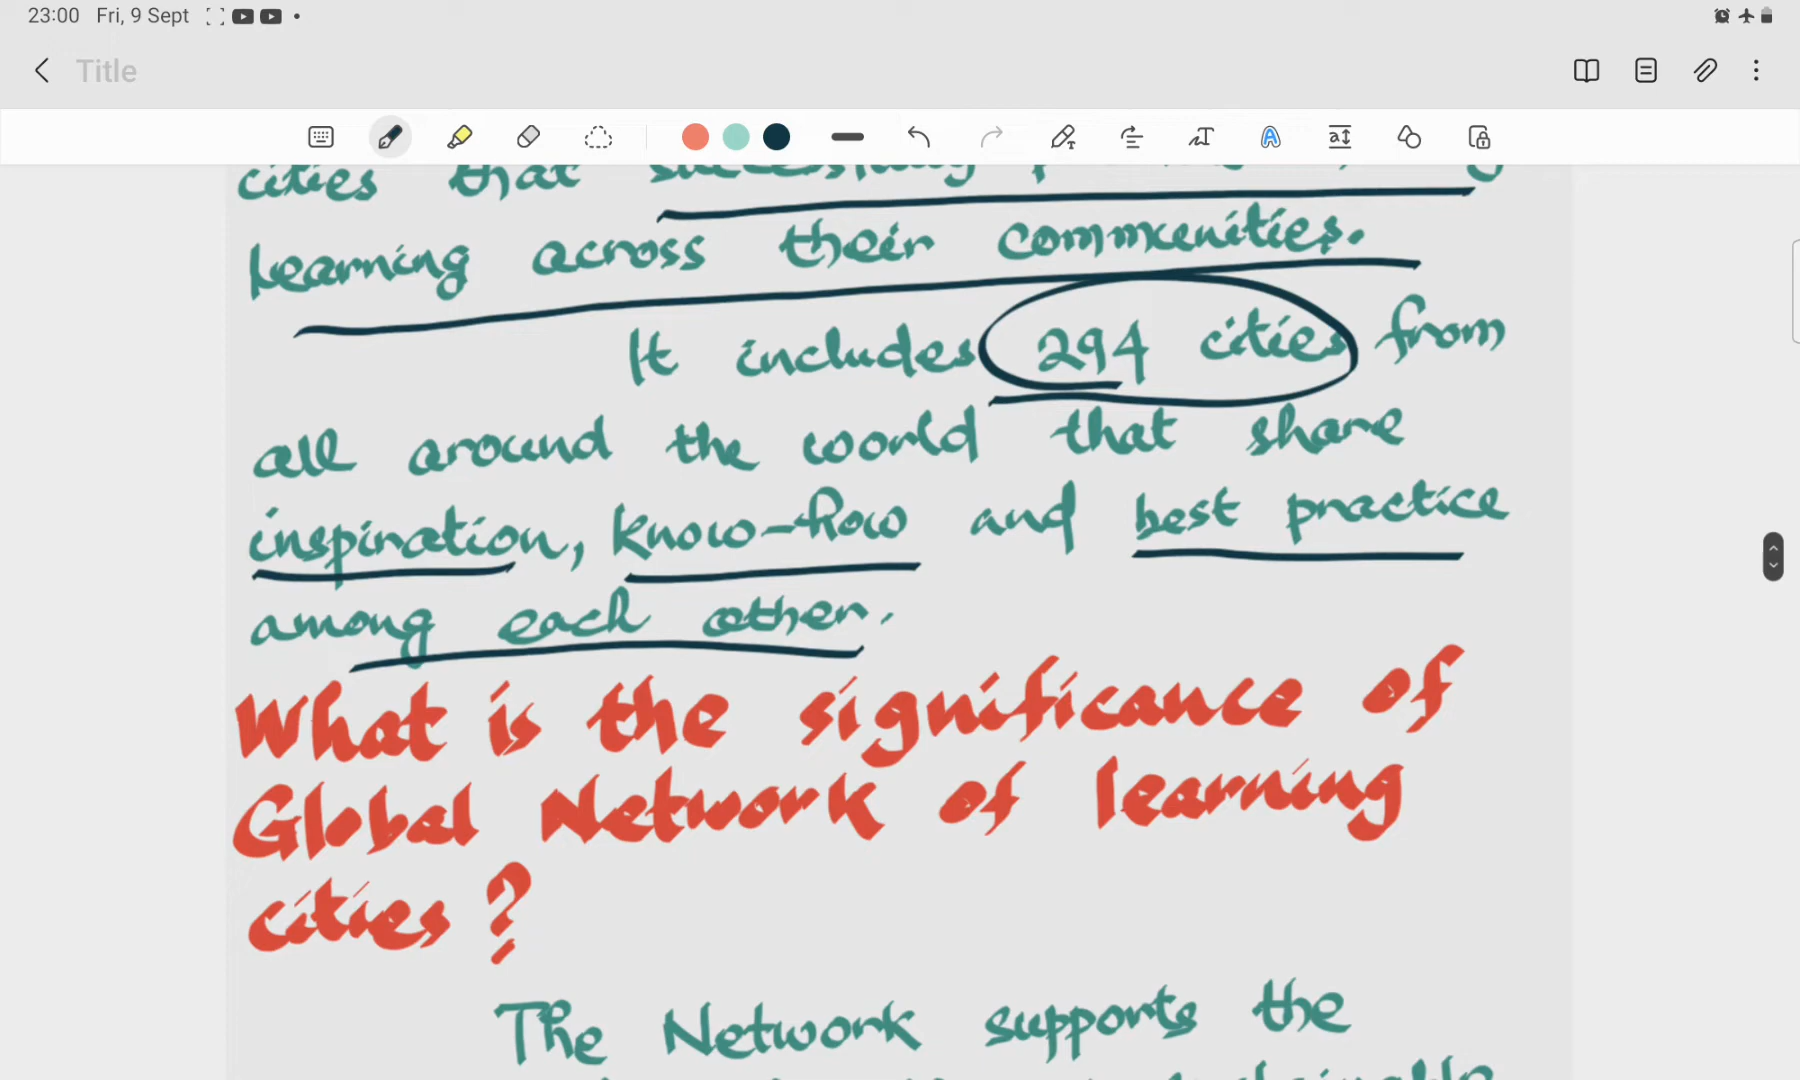 23:00 Fri, 9 Sept
Title
cities that
learning across their communities.
It includes 294 cities from
all around the world that share
inspiration, know-how and best practice
among each other.
What is the significance of
Global Network of learning
cities ?
The Network supports the